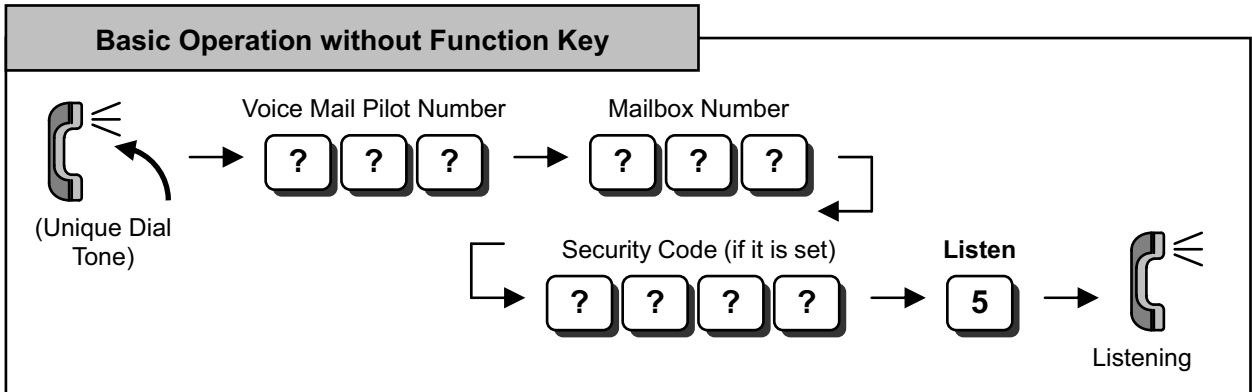 Basic Operation without Function Key
Voice Mail Pilot Number
Mailbox Number
? ? ?
? ? ?
(Unique Dial
Tone)
Security Code (if it is set)
Listen
? ? ? ?
5
Listening